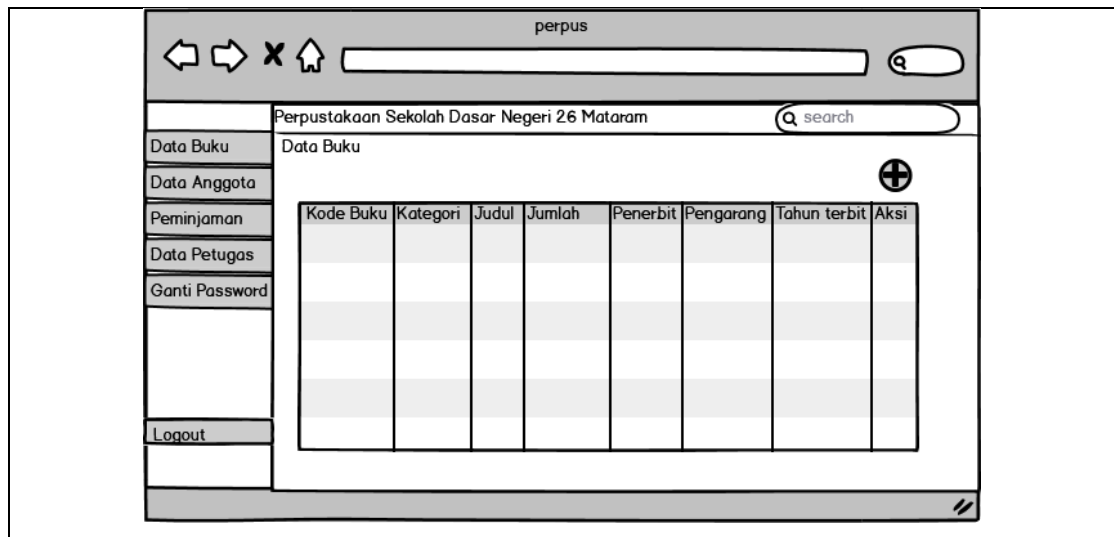 perpus
Perpustakaan Sekolah Dasar Negeri 26 Mataram
search
Data Buku
Data Anggota
Peminjaman
Data Petugas
Ganti Password
Logout
Data Buku
Kode Buku Kategori Judul Jumlah Penerbit Pengarang Tahun terbit Aksi